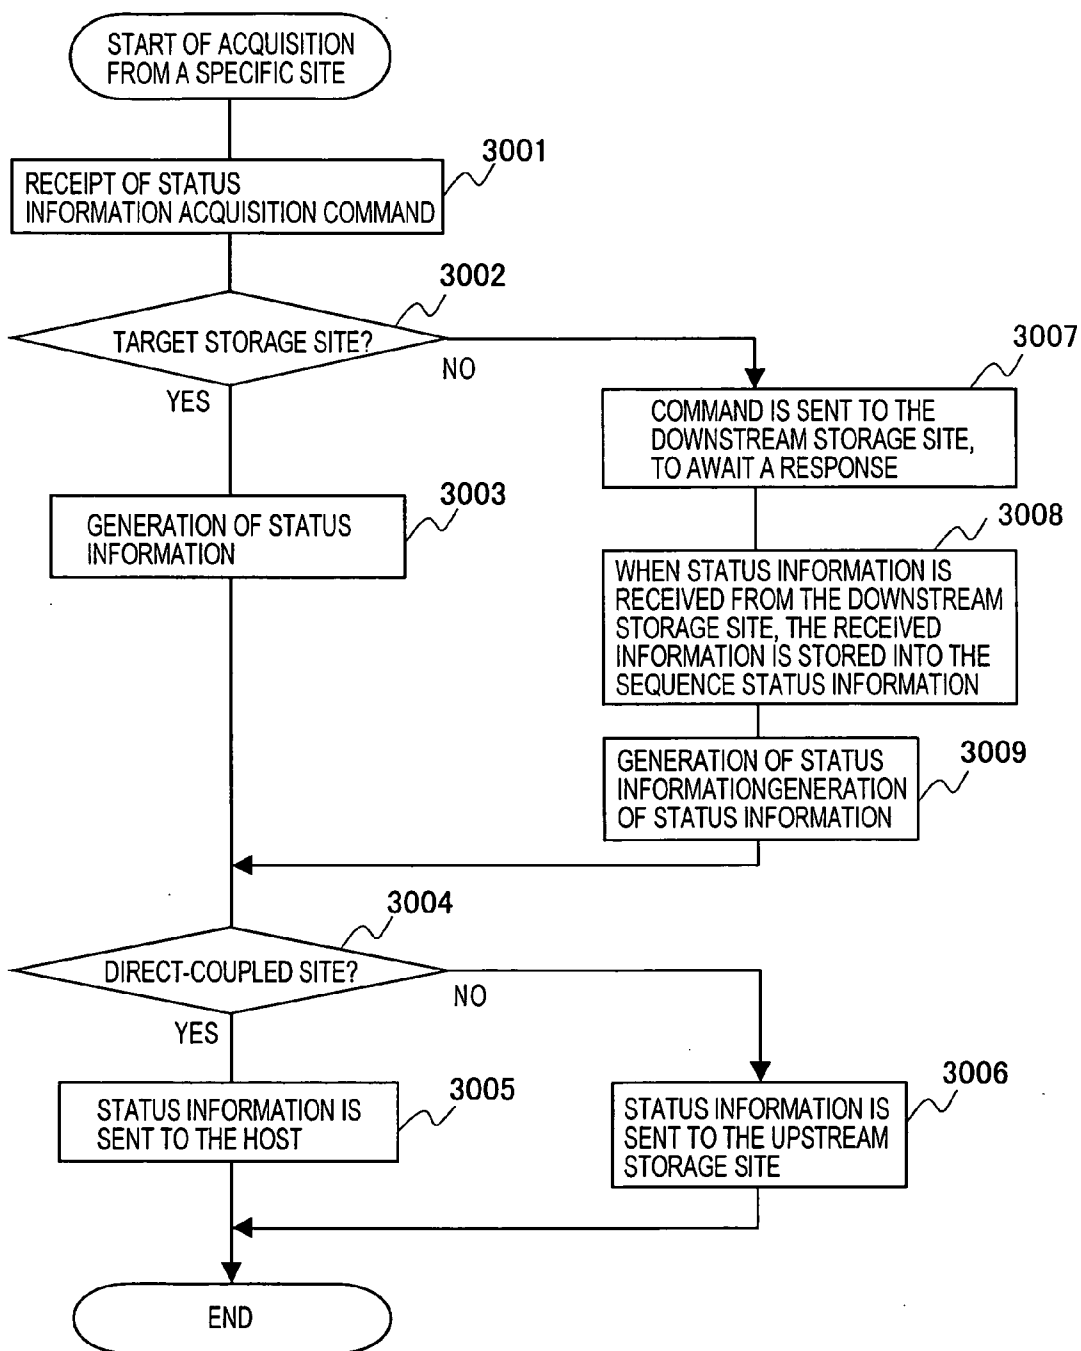 START OF ACQUISITION
FROM A SPECIFIC SITE
3001
RECEIPT OF STATUS
INFORMATION ACQUISITION COMMAND
3002
TARGET STORAGE SITE?
NO
YES
3007
COMMAND IS SENT TO THE
DOWNSTREAM STORAGE SITE,
TO AWAIT A RESPONSE
3003
GENERATION OF STATUS
INFORMATION
3008
WHEN STATUS INFORMATION IS
RECEIVED FROM THE DOWNSTREAM
STORAGE SITE, THE RECEIVED
INFORMATION IS STORED INTO THE
SEQUENCE STATUS INFORMATION
3009
GENERATION OF STATUS
INFORMATIONGENERATION
OF STATUS INFORMATION
3004
DIRECT-COUPLED SITE?
NO
YES
3005
STATUS INFORMATION IS
SENT TO THE HOST
3006
STATUS INFORMATION IS
SENT TO THE UPSTREAM
STORAGE SITE
END